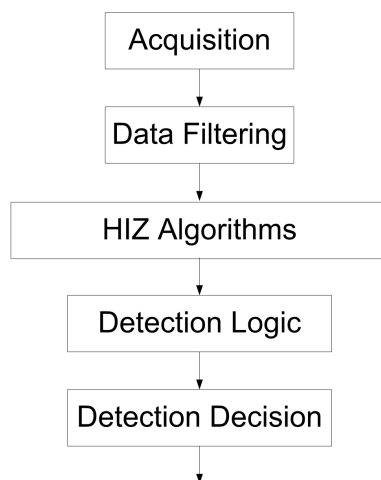 Acquisition
Data Filtering
HIZ Algorithms
Detection Logic
Detection Decision